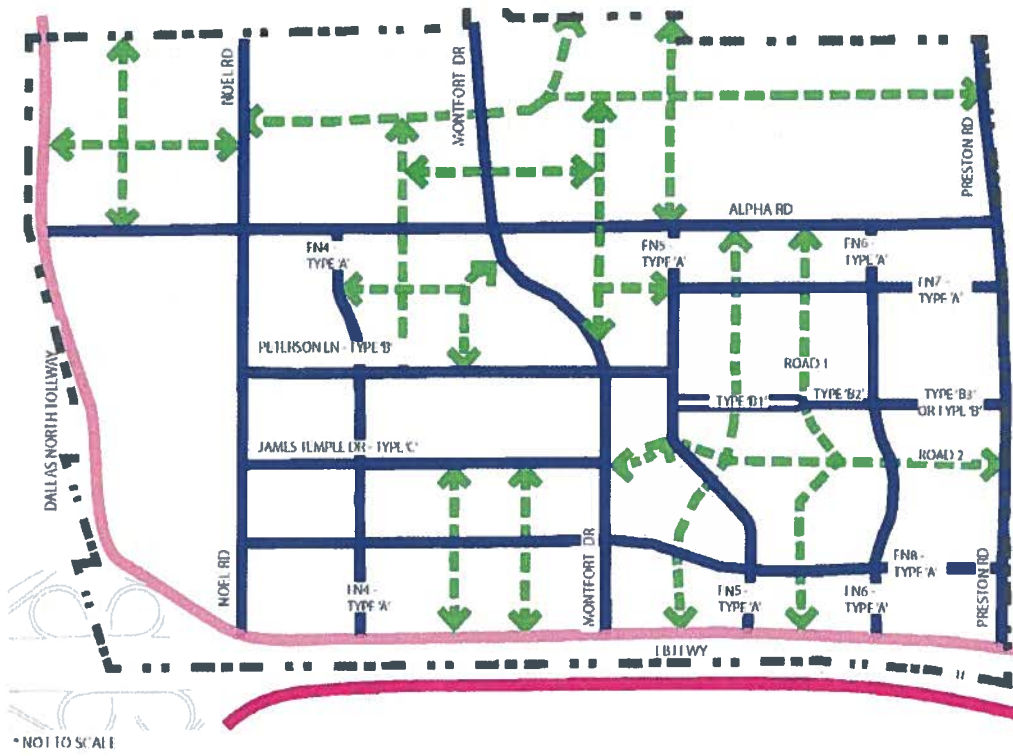 NOEL RD
MONTFORT DR
PRESTON RD
ALPHA RD
FN4 -
TYPE 'A'
FN5 -
TYPE 'A'
FN6 -
TYPE 'A'
FN7 -
TYPE 'A'
PETERSON LN - TYPE 'B'
ROAD 1
TYPE 'B1'
TYPE 'B2'
TYPE 'B3'
OR TYPE 'B'
DALLAS NORTH TOLLWAY
JAMES TEMPLE DR - TYPE 'C'
ROAD 2
NOEL RD
MONTFORT DR
FN8 -
TYPE 'A'
PRESTON RD
FN4 -
TYPE 'A'
FN5 -
TYPE 'A'
FN6 -
TYPE 'A'
LBJ FWY
* NOT TO SCALE